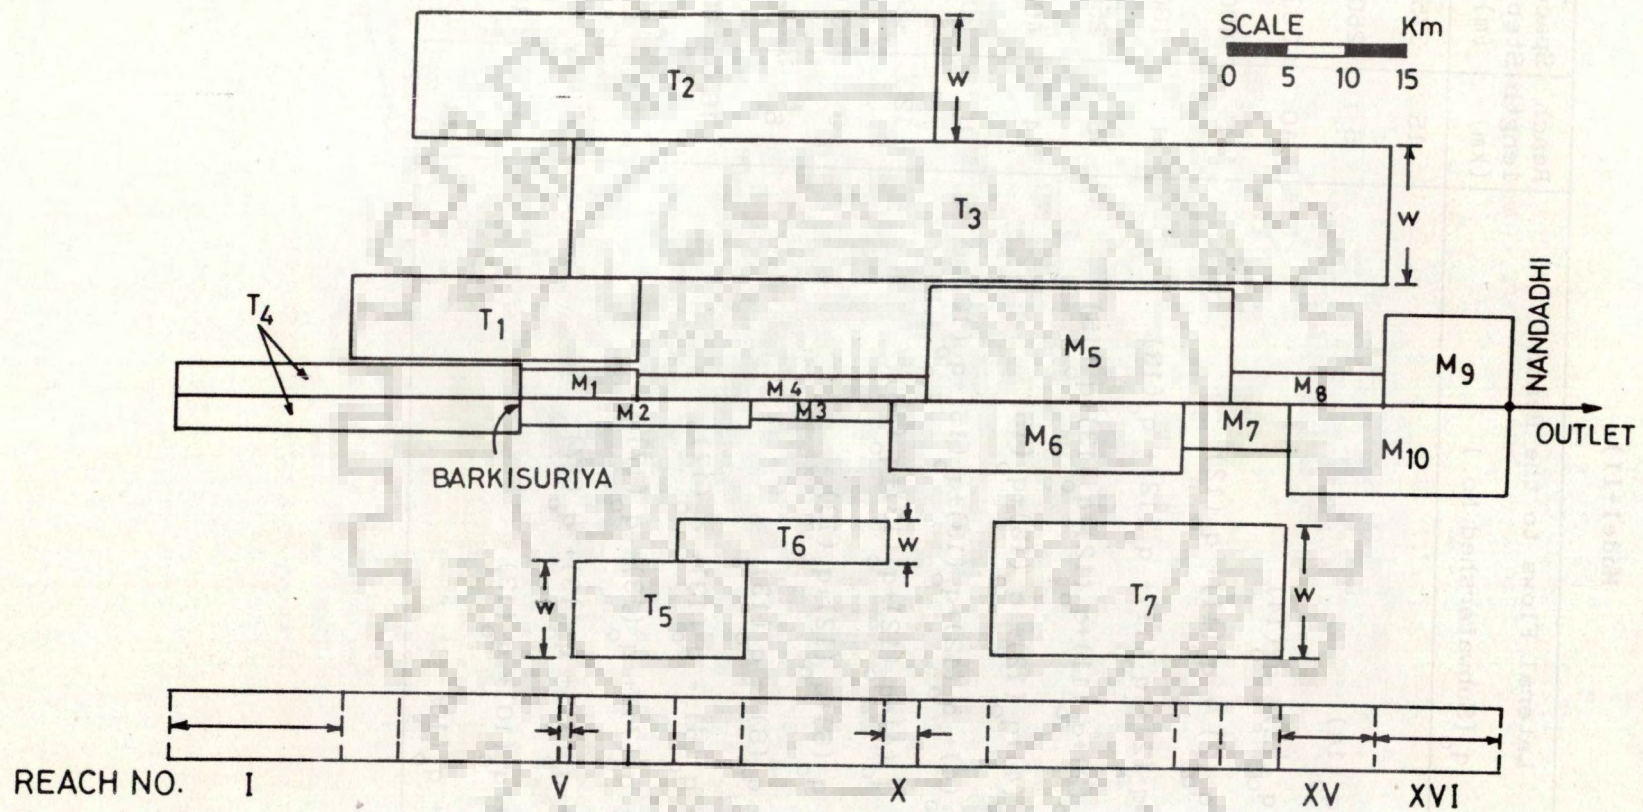 SCALE Km
0 5 10 15
T2
W
T3
W
T1
T4
M1
M2
M3
M4
M5
M6
M7
M8
M9
M10
BARKISURIYA
NANDADHI
OUTLET
T6
W
T5
W
T7
W
REACH NO. I V X XV XVI